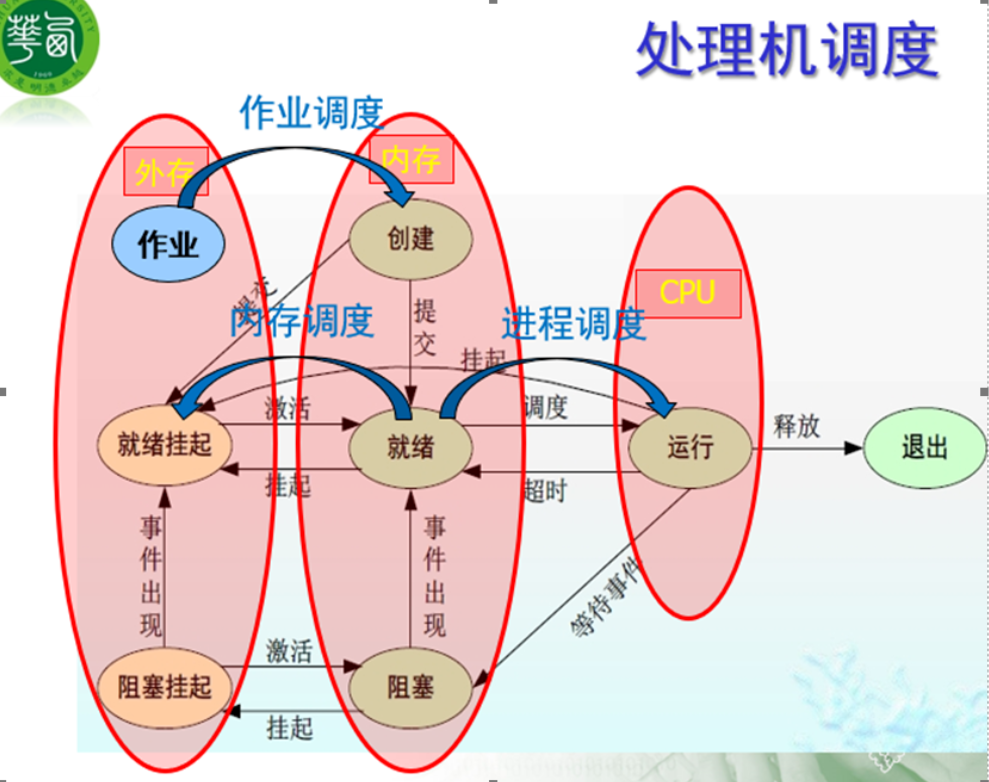 处理机调度
作业调度
外存
内存
作业
创建
CPU
提交
提交
内存调度
进程调度
挂起
激活
调度
释放
就绪挂起
就绪
运行
退出
挂起
超时
事件出现
事件出现
等待事件
激活
阻塞挂起
阻塞
挂起